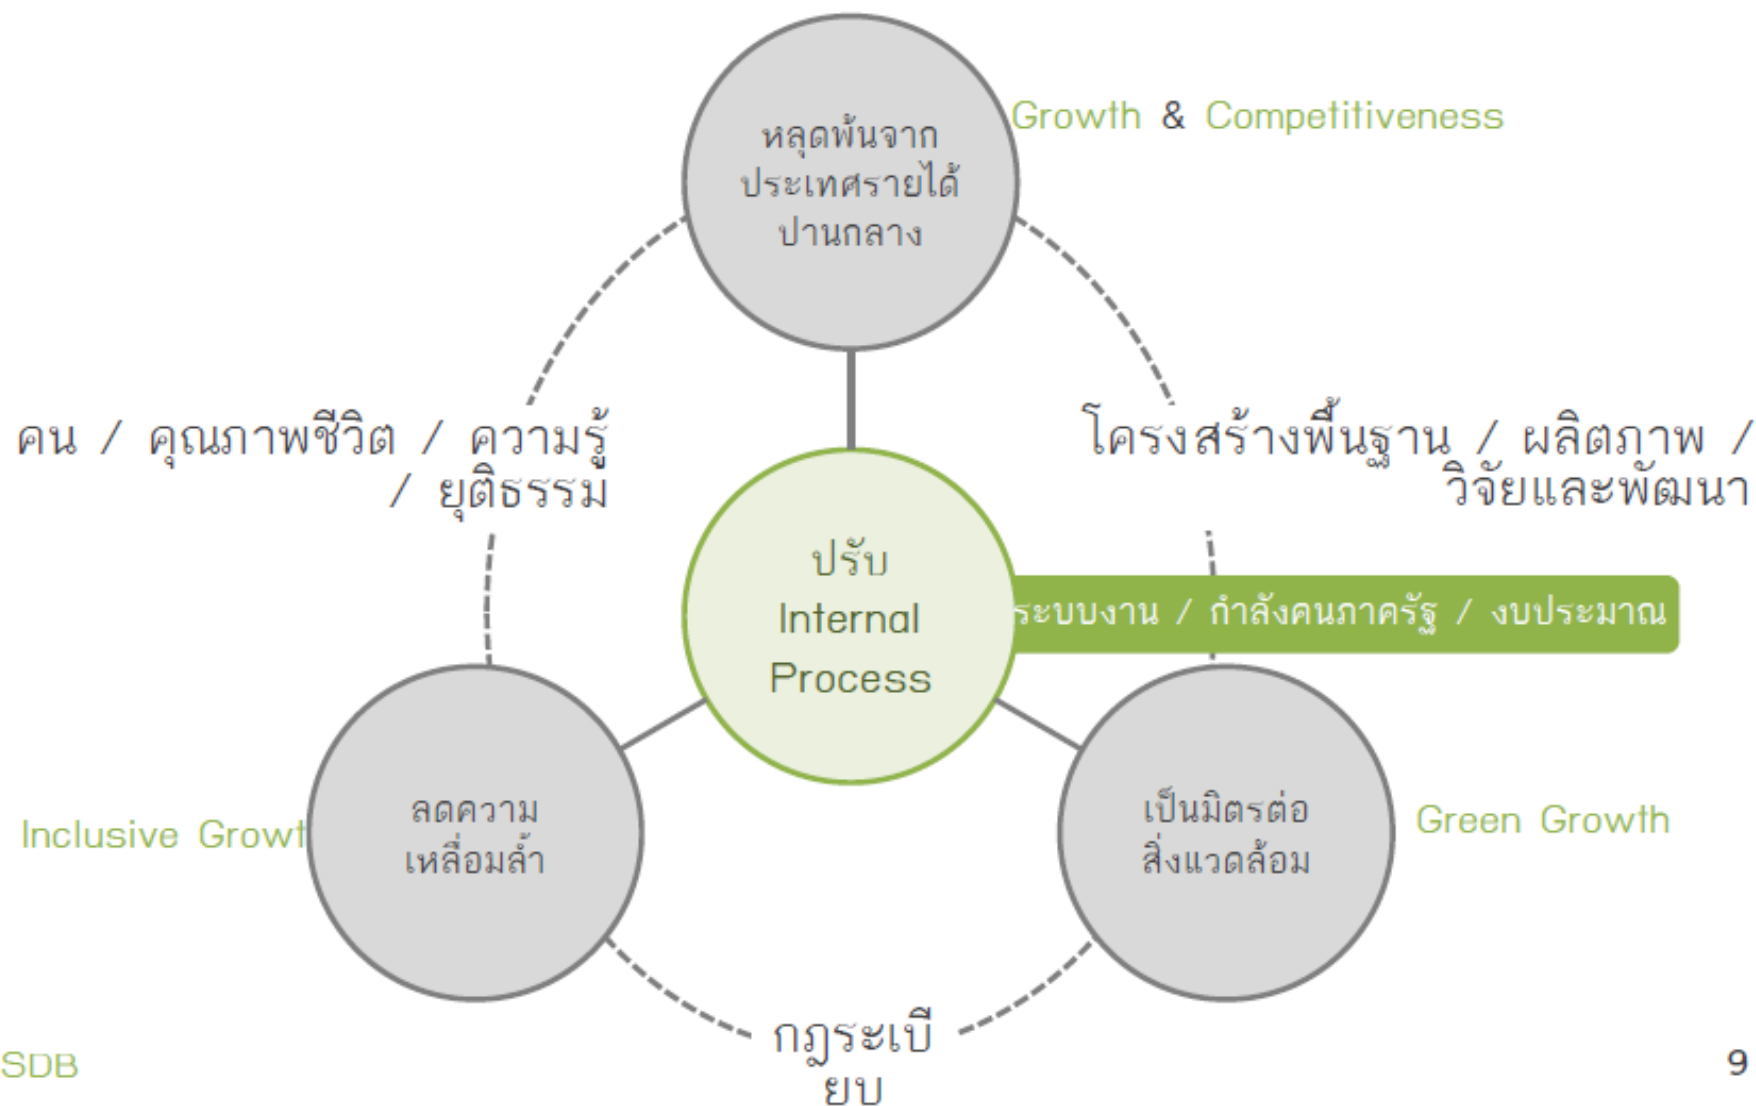 หลุดพ้นจาก
ประเทศรายได้
ปานกลาง
Growth & Competitiveness
คน / คุณภาพชีวิต / ความรู้
/ ยุติธรรม
โครงสร้างพื้นฐาน / ผลิตภาพ /
วิจัยและพัฒนา
ปรับ
Internal
Process
ระบบงาน / กำลังคนภาครัฐ / งบประมาณ
Inclusive Growt
ลดความ
เหลื่อมล้ำ
เป็นมิตรต่อ
สิ่งแวดล้อม
Green Growth
กฎระเบี
ยบ
SDB
9